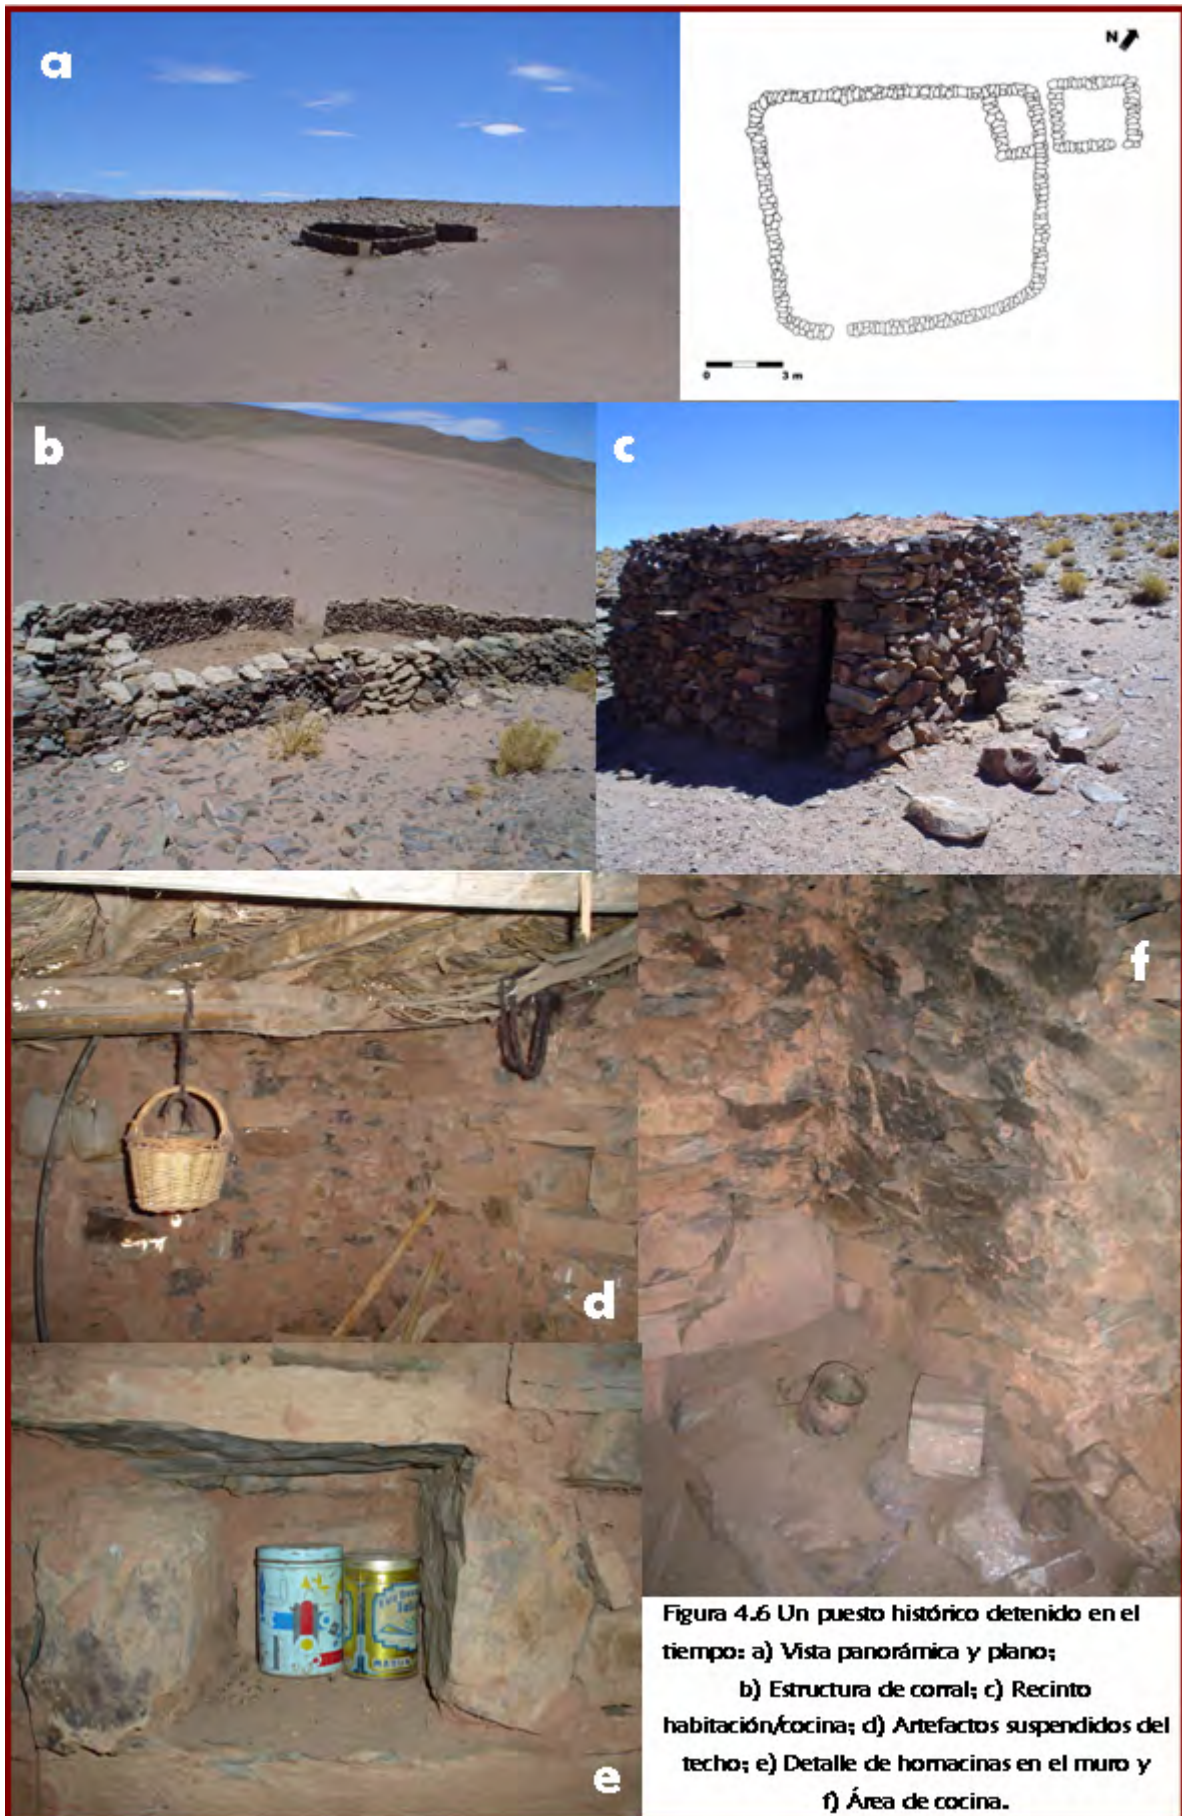 a
N
0 3 m
b
c
d
f
e
Figura 4.6 Un puesto histórico detenido en el
tiempo: a) Vista panorámica y plano;
b) Estructura de corral; c) Recinto
habitación/cocina; d) Artefactos suspendidos del
techo; e) Detalle de hornacinas en el muro y
f) Área de cocina.